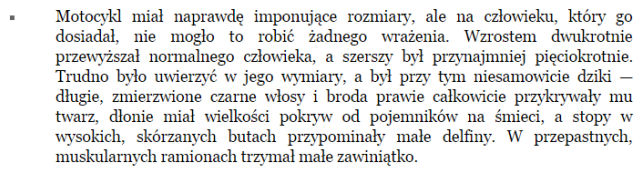 Motocykl miał naprawdę imponujące rozmiary, ale na człowieku, który go
dosiadał, nie mogło to robić żadnego wrażenia. Wzrostem dwukrotnie
przewyższał normalnego człowieka, a szerszy był przynajmniej pięciokrotnie.
Trudno było uwierzyć w jego wymiary, a był przy tym niesamowicie dziki —
długie, zmierzwione czarne włosy i broda prawie całkowicie przykrywały mu
twarz, dłonie miał wielkości pokryw od pojemników na śmieci, a stopy w
wysokich, skórzanych butach przypominały małe delfiny. W przepastnych,
muskularnych ramionach trzymał małe zawiniątko.